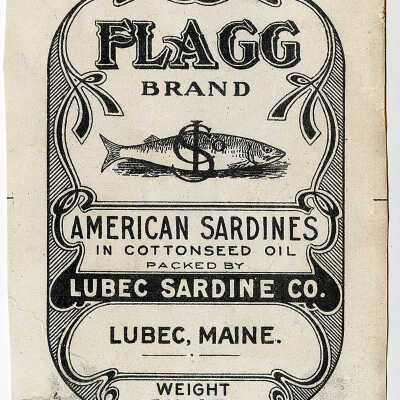 FLAGG
BRAND
AMERICAN SARDINES
IN COTTONSEED OIL
PACKED BY
LUBEC SARDINE CO.
LUBEC, MAINE.
WEIGHT